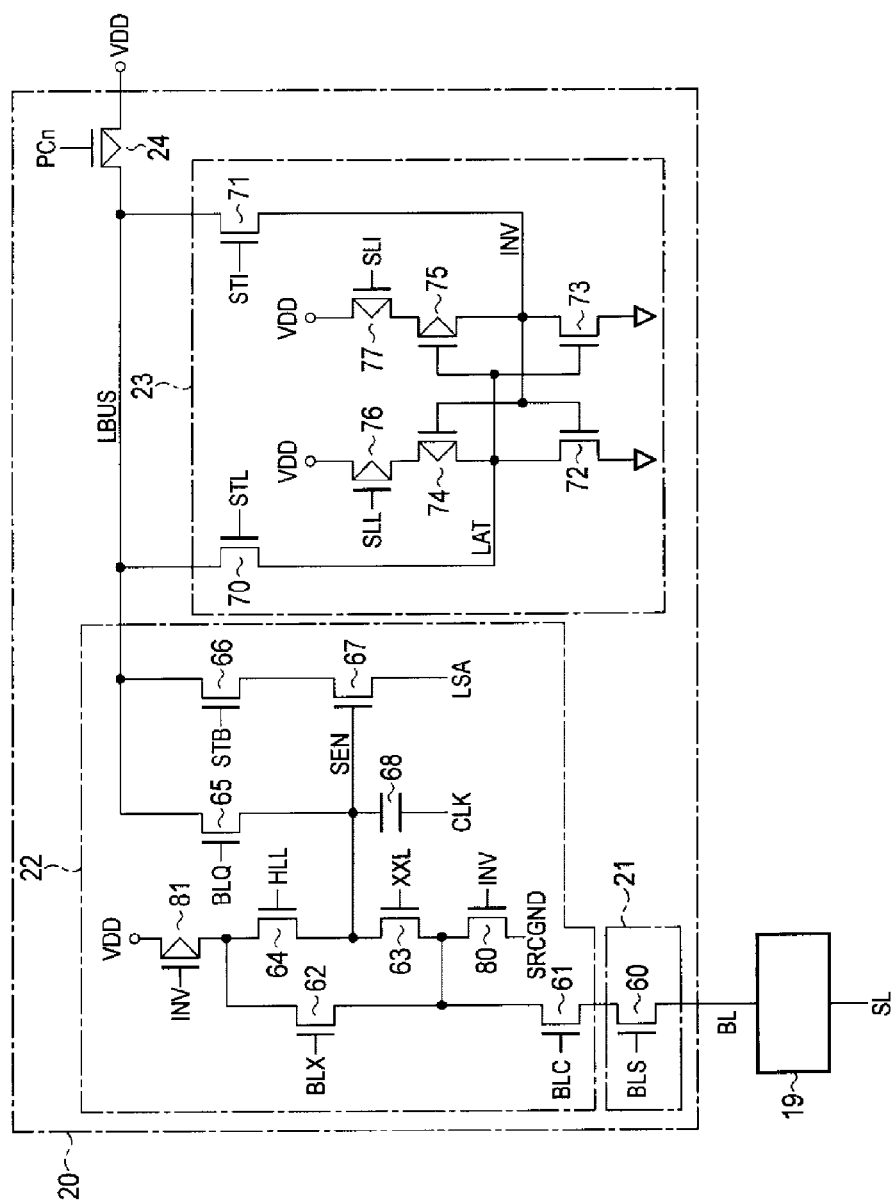 20
22
VDD
INV
81
BLX
62
64
HLL
BLQ
65
STB
66
SEN
67
63
XXL
68
CLK
LSA
80
INV
SRCGND
BLC
61
21
BLS
60
BL
19
SL
LBUS
23
70
STL
VDD
SLL
76
74
LAT
72
STI
71
VDD
77
SLI
75
INV
73
PCn
24
VDD